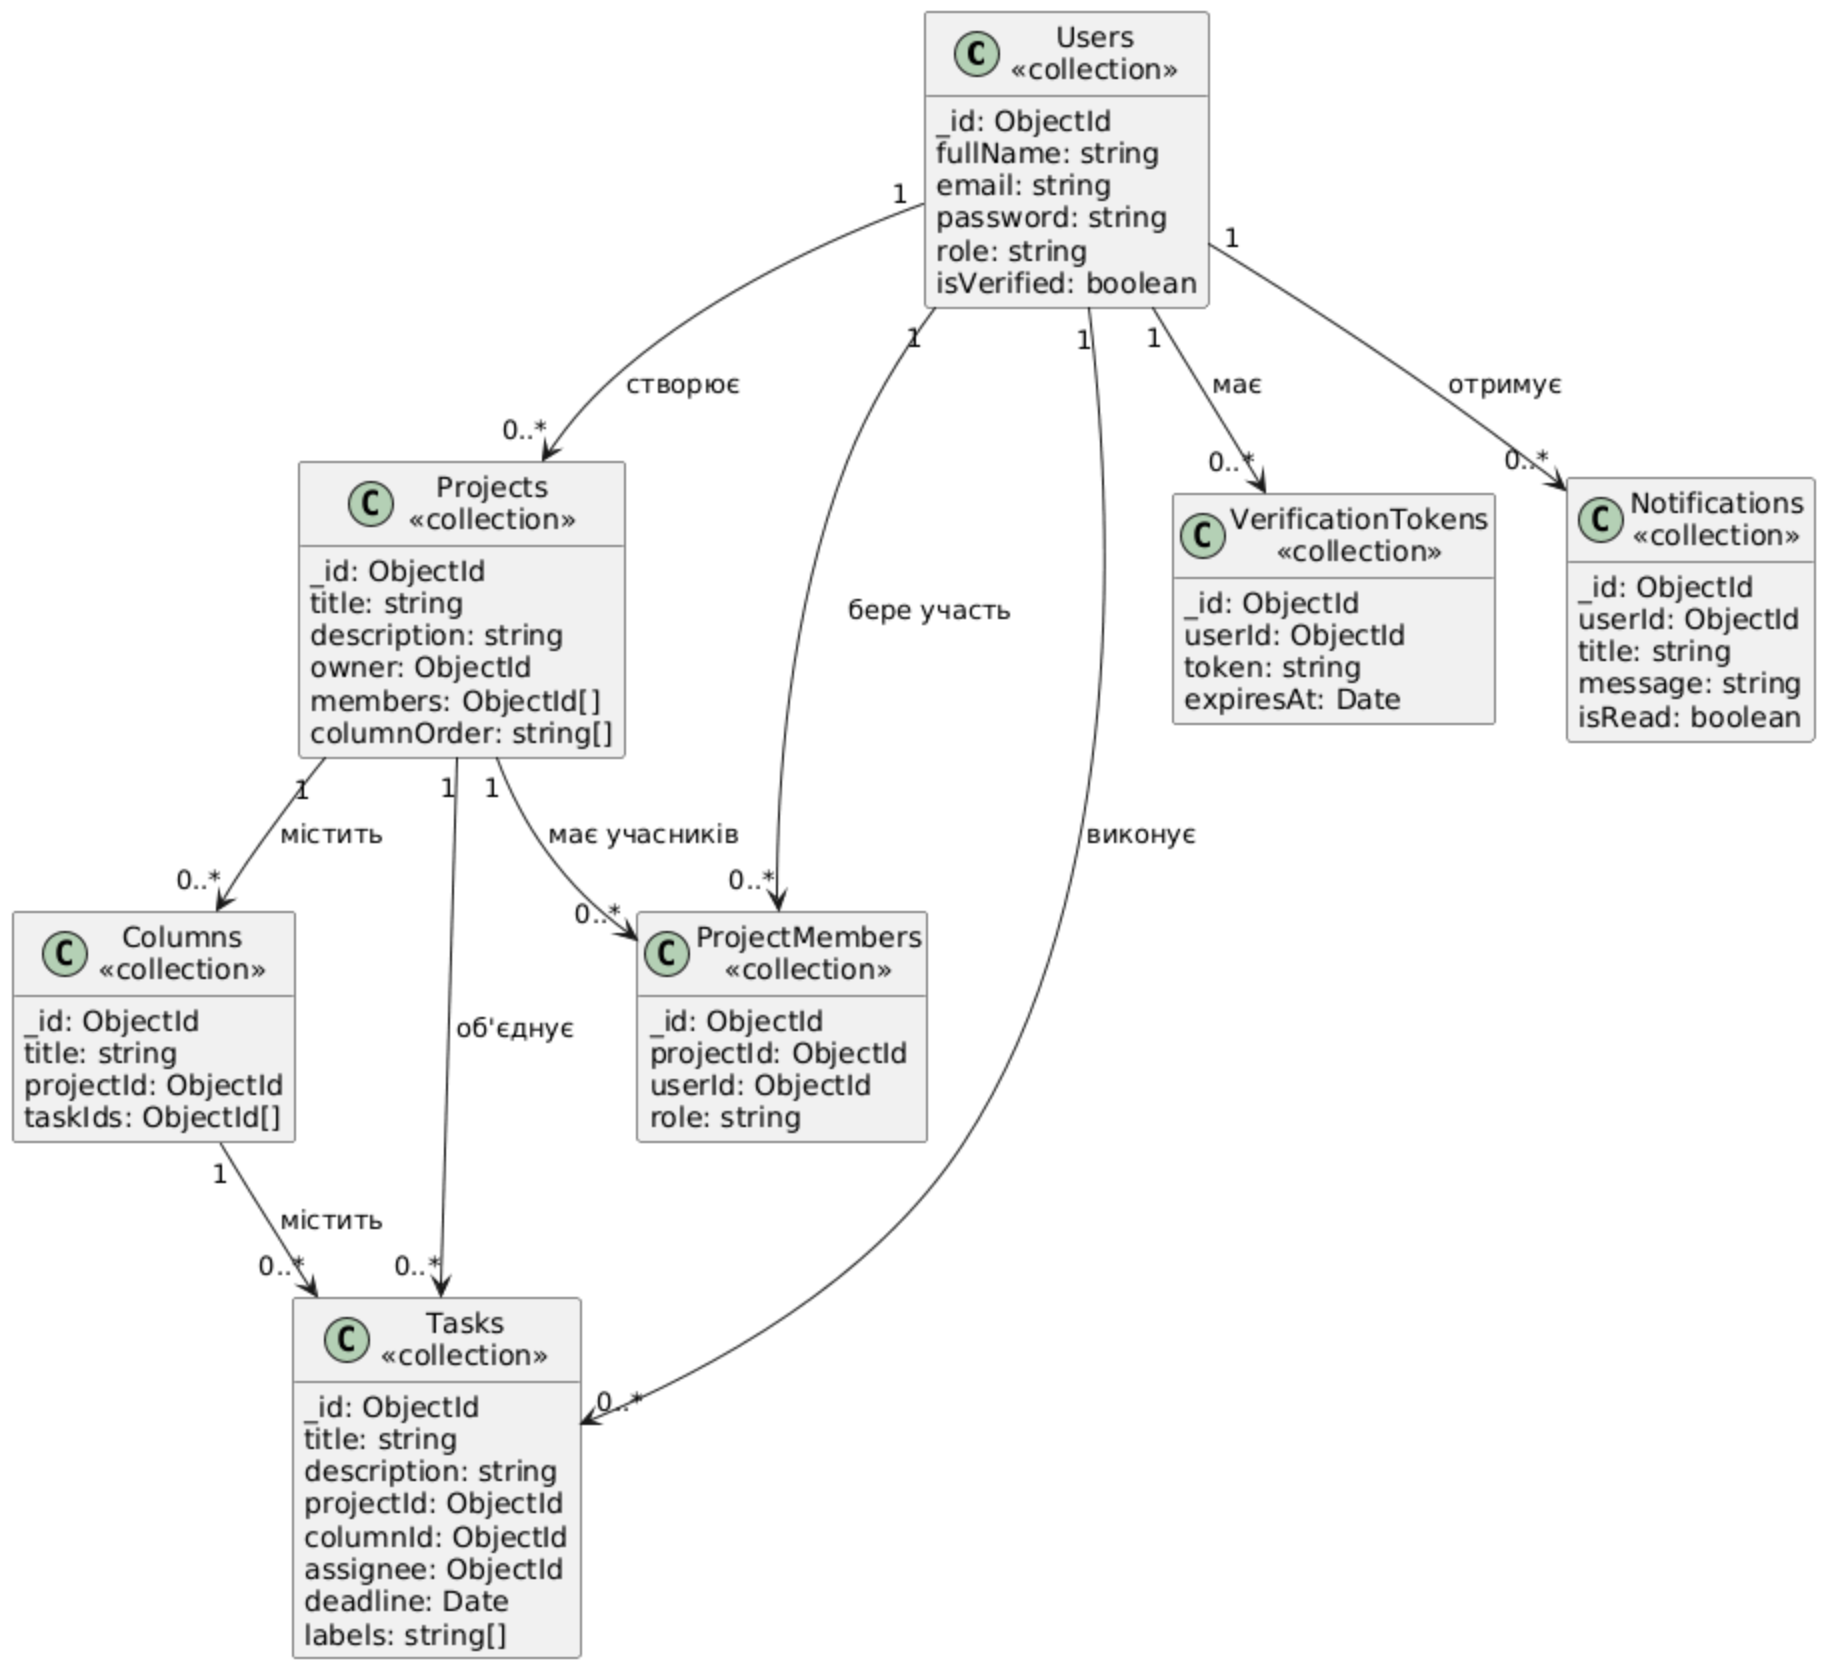 C
Users
«collection»
_id: ObjectId
fullName: string
email: string
password: string
role: string
isVerified: boolean
1
1
1
1
1
створює
має
отримує
0..*
0..*
0..*
C
Projects
«collection»
_id: ObjectId
title: string
description: string
owner: ObjectId
members: ObjectId[]
columnOrder: string[]
C
VerificationTokens
«collection»
_id: ObjectId
userId: ObjectId
token: string
expiresAt: Date
C
Notifications
«collection»
_id: ObjectId
userId: ObjectId
title: string
message: string
isRead: boolean
бере участь
1
1
1
містить
має учасників
виконує
0..*
0..*
0..*
C
Columns
«collection»
_id: ObjectId
title: string
projectId: ObjectId
taskIds: ObjectId[]
об'єднує
C
ProjectMembers
«collection»
_id: ObjectId
projectId: ObjectId
userId: ObjectId
role: string
1
містить
0..*
0..*
0..*
C
Tasks
«collection»
_id: ObjectId
title: string
description: string
projectId: ObjectId
columnId: ObjectId
assignee: ObjectId
deadline: Date
labels: string[]